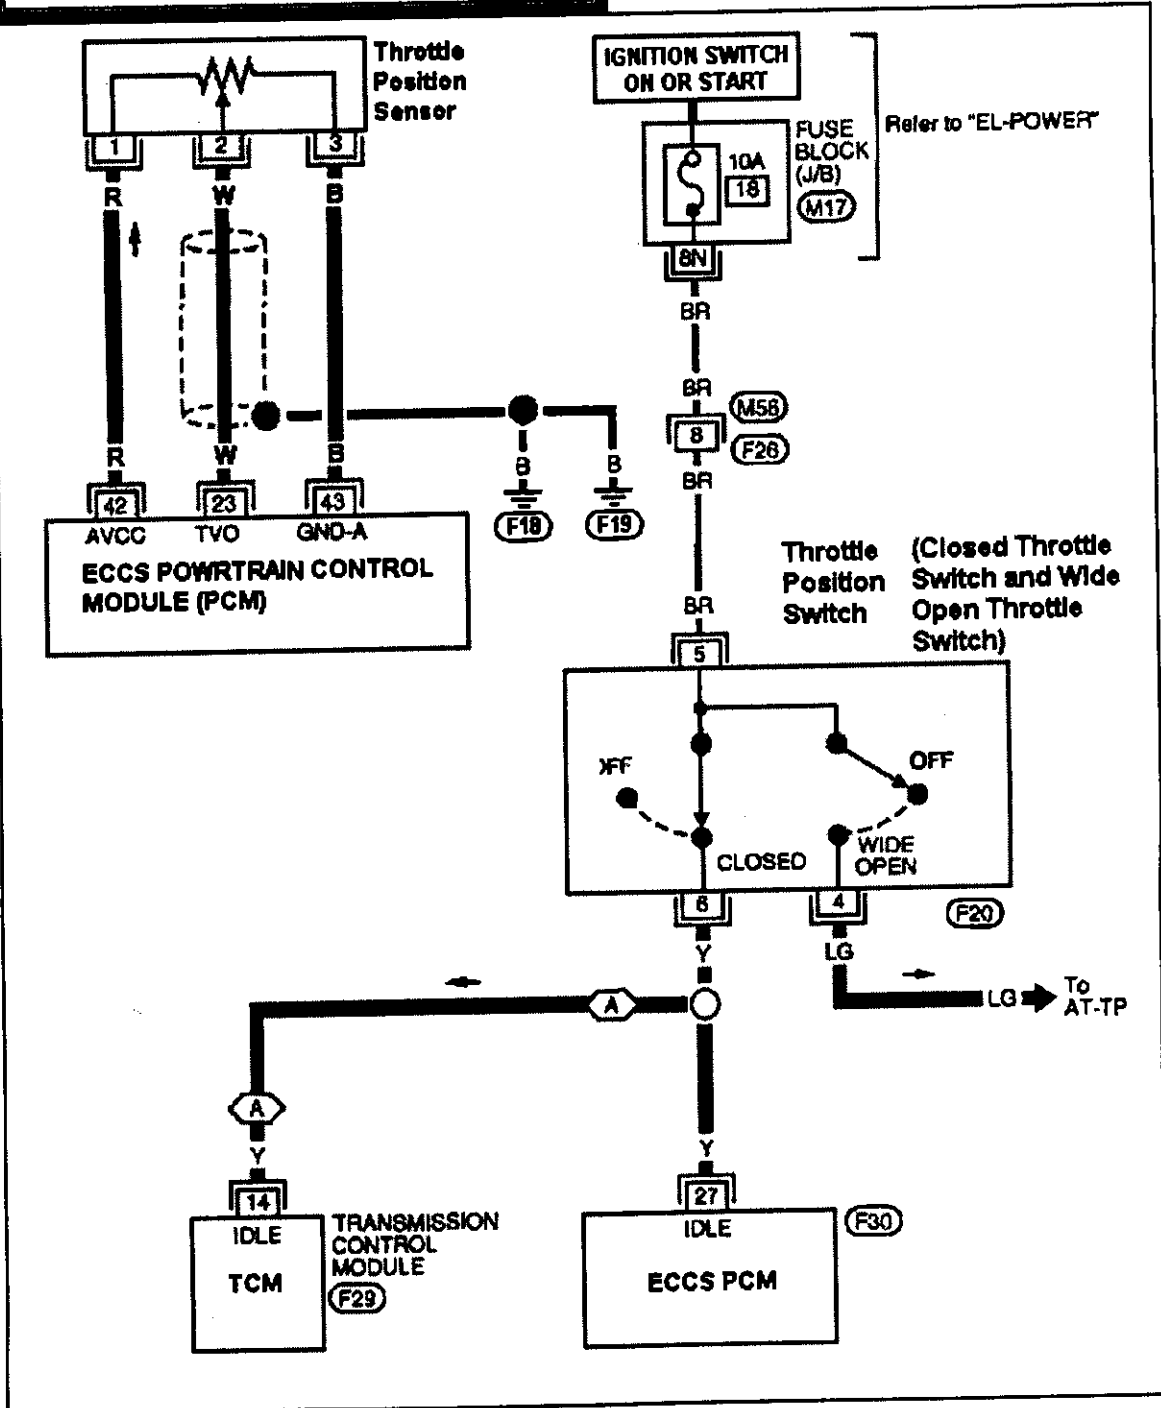 Throttle
Position
Sensor
1
2
3
R
W
B
R
W
B
42
23
43
AVCC
TVO
GND-A
ECCS POWRTRAIN CONTROL
MODULE (PCM)
B
B
F18
F19
IGNITION SWITCH
ON OR START
Refer to "EL-POWER"
FUSE
BLOCK
(J/B)
M17
10A
18
8N
BR
BR
M56
8
F26
BR
BR
5
Throttle
Position
Switch
(Closed Throttle
Switch and Wide
Open Throttle
Switch)
OFF
CLOSED
WIDE
OPEN
6
4
F20
Y
LG
LG
To
AT-TP
A
A
Y
Y
14
27
IDLE
TCM
TRANSMISSION
CONTROL
MODULE
F29
IDLE
ECCS PCM
F30